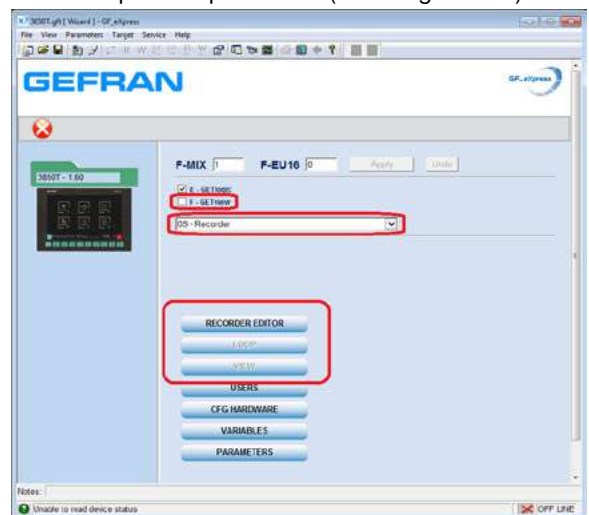 3850T.gft [ Wizard ] - GF_eXpress
File View Parameters Target Service Help
GEFRAN
GF_eXpress
3850T - 1.60
F-MIX 1 F-EU16 0 Apply Undo
E - GETlogic
F - GETview
05 - Recorder
RECORDER EDITOR
LOOP
VIEW
USERS
CFG HARDWARE
VARIABLES
PARAMETERS
Notes:
Unable to read device status OFF LINE